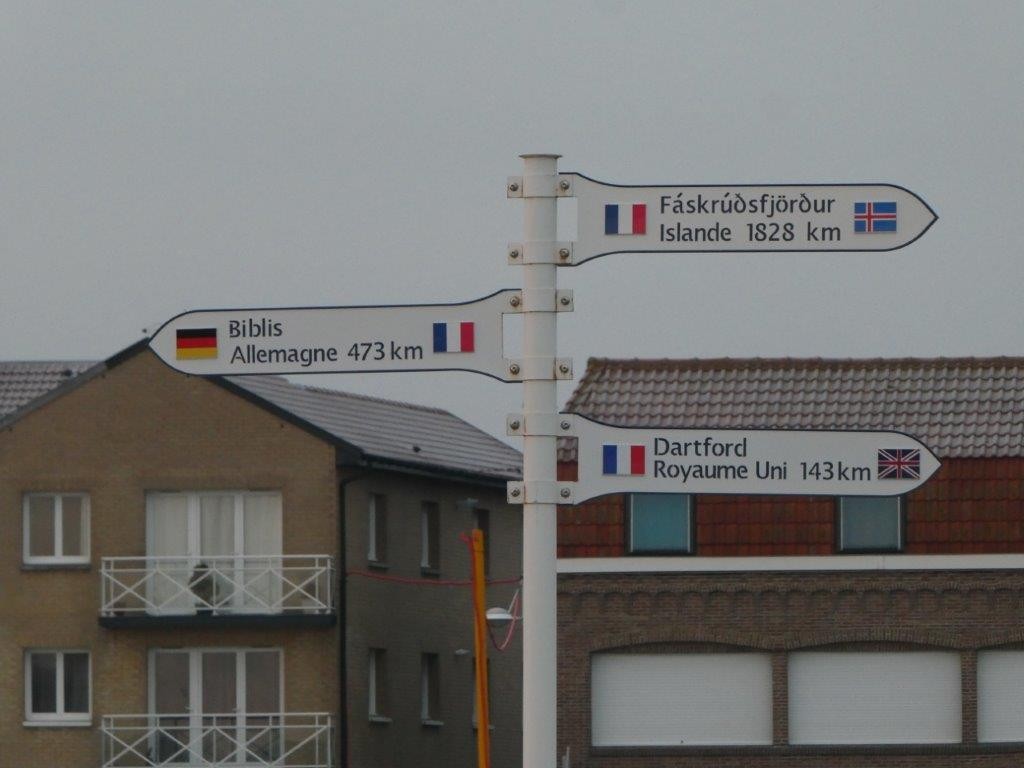 Fáskrúðsfjörður
Islande 1828 km
Biblis
Allemagne 473 km
Dartford
Royaume Uni 143 km